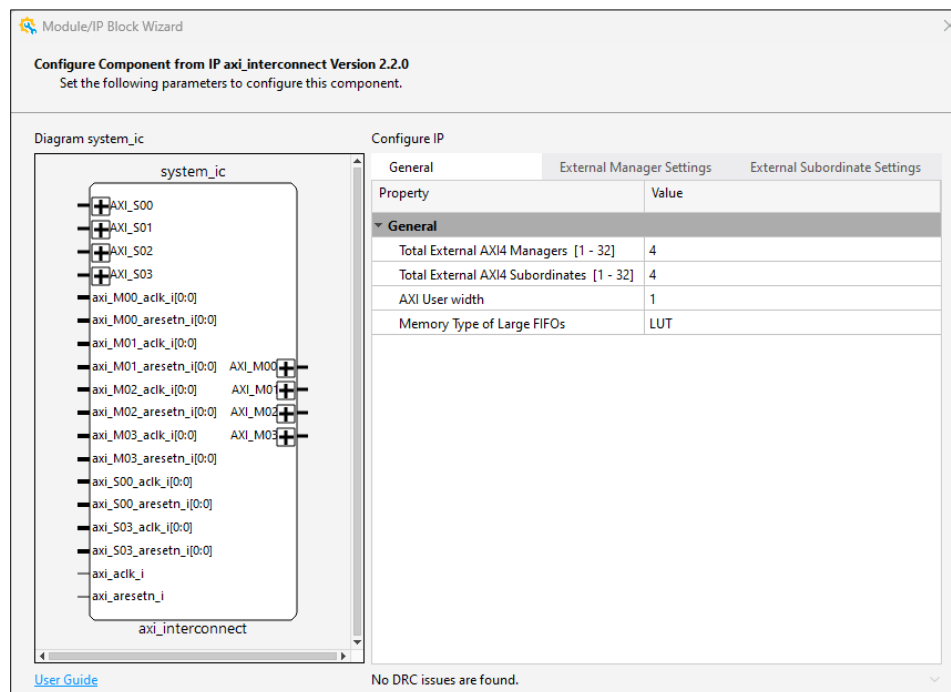 Module/IP Block Wizard
Configure Component from IP axi_interconnect Version 2.2.0
Set the following parameters to configure this component.
Diagram system_ic
system_ic
AXI_S00
AXI_S01
AXI_S02
AXI_S03
axi_M00_aclk_i[0:0]
axi_M00_aresetn_i[0:0]
axi_M01_aclk_i[0:0]
axi_M01_aresetn_i[0:0] AXI_M00
axi_M02_aclk_i[0:0] AXI_M01
axi_M02_aresetn_i[0:0] AXI_M02
axi_M03_aclk_i[0:0] AXI_M03
axi_M03_aresetn_i[0:0]
axi_S00_aclk_i[0:0]
axi_S00_aresetn_i[0:0]
axi_S03_aclk_i[0:0]
axi_S03_aresetn_i[0:0]
axi_aclk_i
axi_aresetn_i
axi_interconnect
User Guide
Configure IP
General External Manager Settings External Subordinate Settings
Property Value
General
Total External AXI4 Managers [1 - 32] 4
Total External AXI4 Subordinates [1 - 32] 4
AXI User width 1
Memory Type of Large FIFOs LUT
No DRC issues are found.